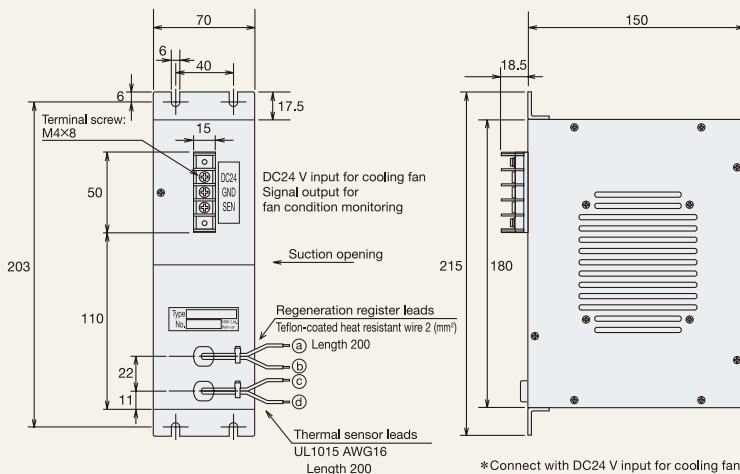 70
150
6
40
18.5
6
17.5
Terminal screw:
M4×8
15
DC24
GND
SEN
DC24 V input for cooling fan
Signal output for
fan condition monitoring
50
203
215
180
Suction opening
110
Type
No.
Regeneration register leads
Teflon-coated heat resistant wire 2 (mm²)
ⓐ Length 200
ⓑ
22
ⓒ
11
ⓓ
Thermal sensor leads
UL1015 AWG16
Length 200
*Connect with DC24 V input for cooling fan